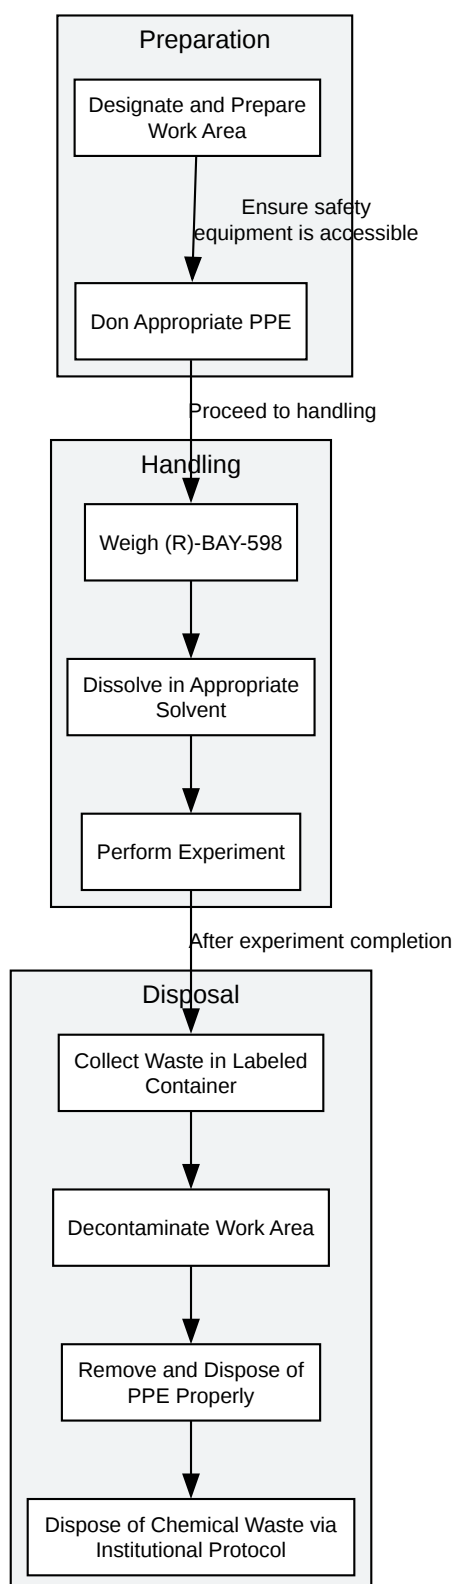 Preparation
Designate and Prepare
Work Area
Ensure safety
equipment is accessible
Don Appropriate PPE
Proceed to handling
Handling
Weigh (R)-BAY-598
Dissolve in Appropriate
Solvent
Perform Experiment
After experiment completion
Disposal
Collect Waste in Labeled
Container
Decontaminate Work Area
Remove and Dispose of
PPE Properly
Dispose of Chemical Waste via
Institutional Protocol